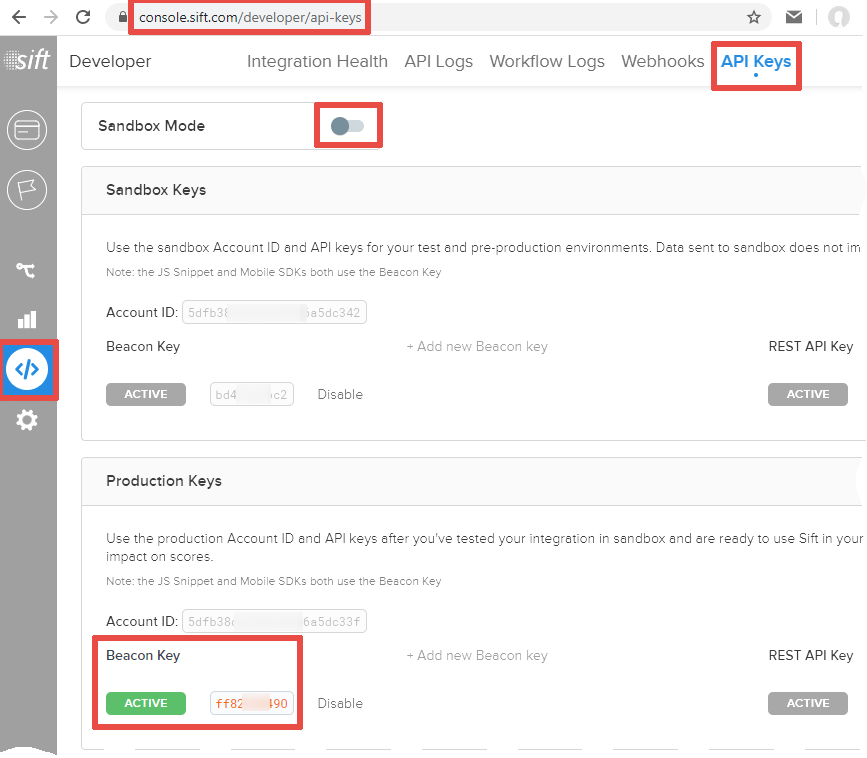 console.sift.com/developer/api-keys
sift
Developer
Integration Health
API Logs
Workflow Logs
Webhooks
API Keys
Sandbox Mode
Sandbox Keys
Use the sandbox Account ID and API keys for your test and pre-production environments. Data sent to sandbox does not im
Note: the JS Snippet and Mobile SDKs both use the Beacon Key
Account ID: 5dfb38 a5dc342
Beacon Key
+ Add new Beacon key
REST API Key
ACTIVE
bd4 c2
Disable
ACTIVE
Production Keys
Use the production Account ID and API keys after you've tested your integration in sandbox and are ready to use Sift in your
impact on scores.
Note: the JS Snippet and Mobile SDKs both use the Beacon Key
Account ID: 5dfb38 6a5dc33f
Beacon Key
+ Add new Beacon key
REST API Key
ACTIVE
ff82 490
Disable
ACTIVE